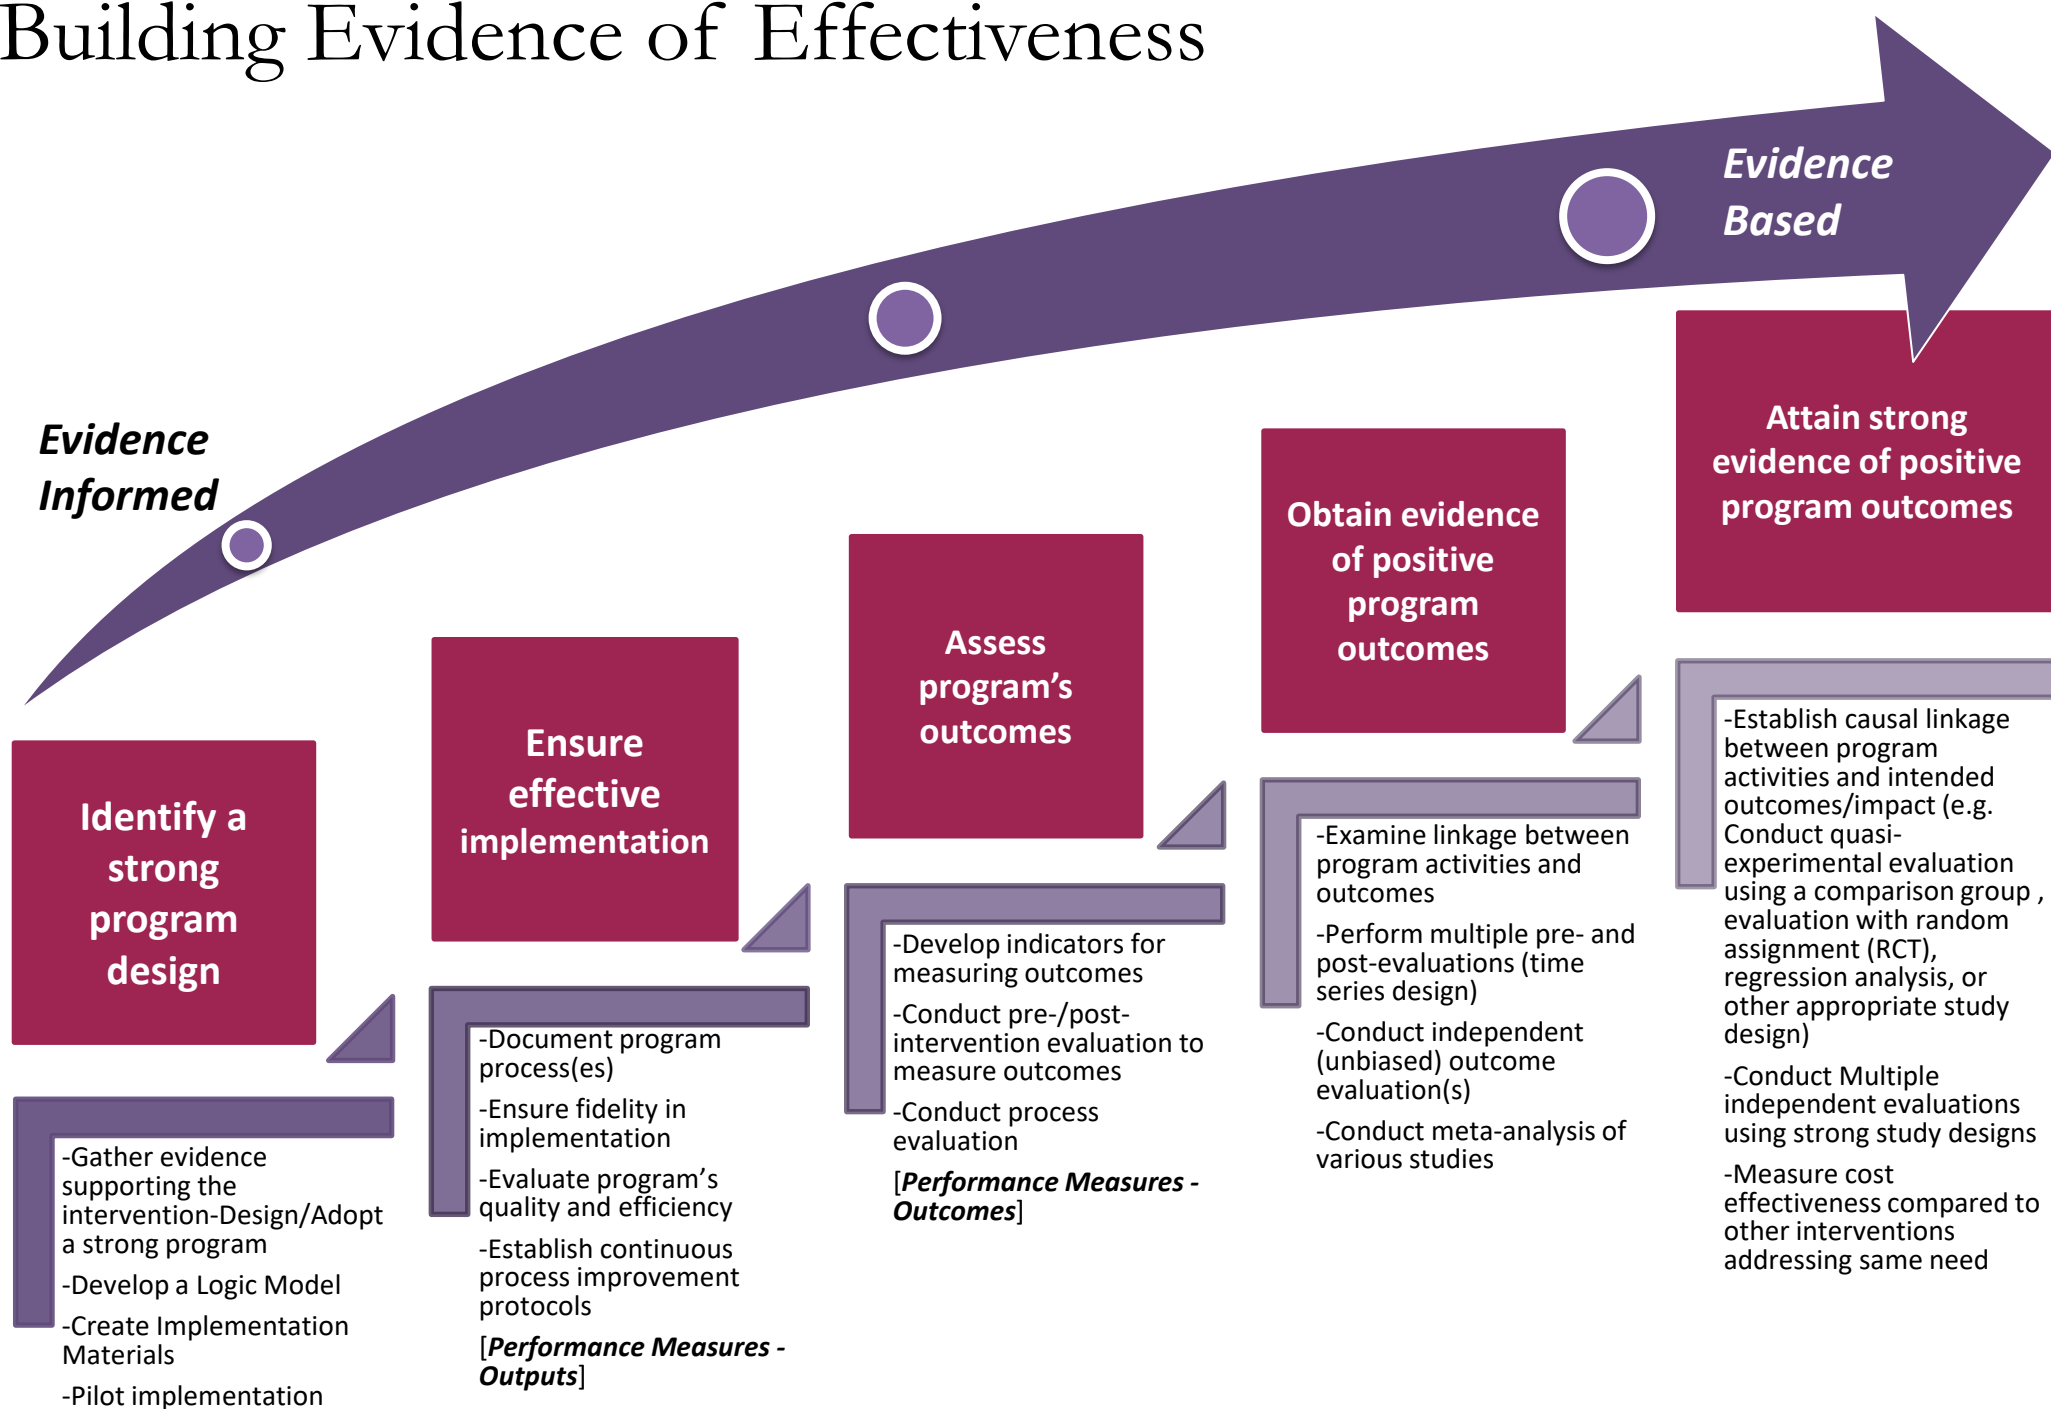 Building Evidence of Effectiveness
Evidence
Based
Evidence
Informed
Identify a
strong
program
design
-Gather evidence
supporting the
intervention-Design/Adopt
a strong program
-Develop a Logic Model
-Create Implementation
Materials
-Pilot implementation
Ensure
effective
implementation
-Document program
process(es)
-Ensure fidelity in
implementation
-Evaluate program’s
quality and efficiency
-Establish continuous
process improvement
protocols
[Performance Measures -
Outputs]
Assess
program’s
outcomes
-Develop indicators for
measuring outcomes
-Conduct pre-/post-
intervention evaluation to
measure outcomes
-Conduct process
evaluation
[Performance Measures -
Outcomes]
Obtain evidence
of positive
program
outcomes
-Examine linkage between
program activities and
outcomes
-Perform multiple pre- and
post-evaluations (time
series design)
-Conduct independent
(unbiased) outcome
evaluation(s)
-Conduct meta-analysis of
various studies
Attain strong
evidence of positive
program outcomes
-Establish causal linkage
between program
activities and intended
outcomes/impact (e.g.
Conduct quasi-
experimental evaluation
using a comparison group ,
evaluation with random
assignment (RCT),
regression analysis, or
other appropriate study
design)
-Conduct Multiple
independent evaluations
using strong study designs
-Measure cost
effectiveness compared to
other interventions
addressing same need